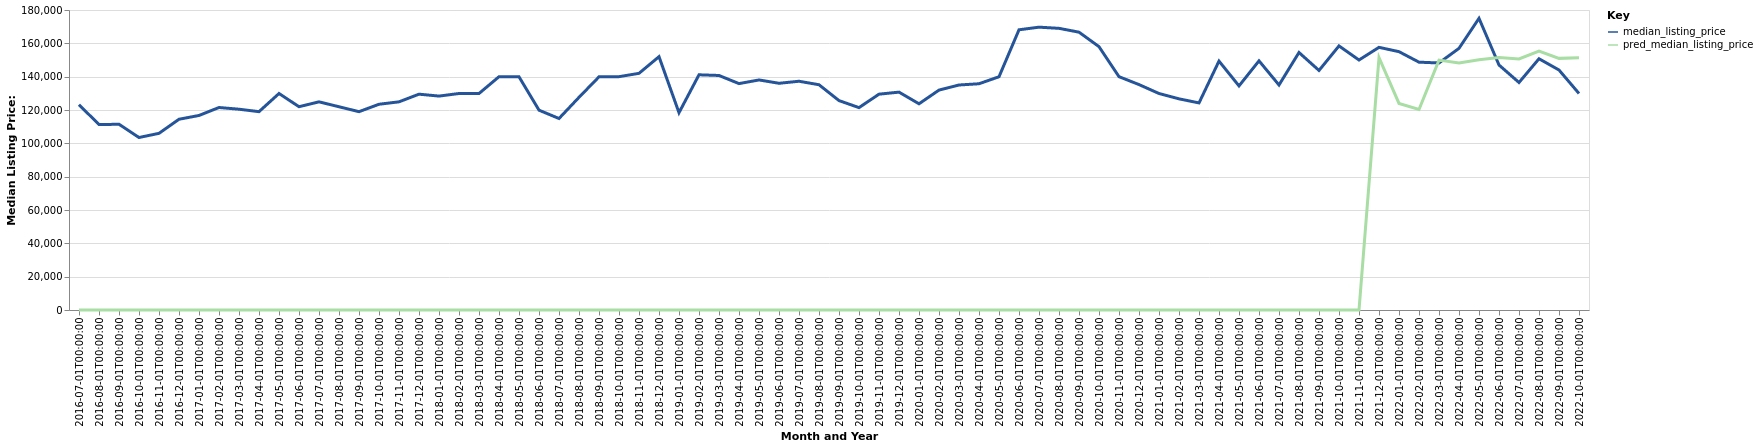 180,000
160,000
140,000
120,000
100,000
80,000
60,000
40,000
20,000
0
Median Listing Price:
2016-07-01T00:00:00
2016-08-01T00:00:00
2016-09-01T00:00:00
2016-10-01T00:00:00
2016-11-01T00:00:00
2016-12-01T00:00:00
2017-01-01T00:00:00
2017-02-01T00:00:00
2017-03-01T00:00:00
2017-04-01T00:00:00
2017-05-01T00:00:00
2017-06-01T00:00:00
2017-07-01T00:00:00
2017-08-01T00:00:00
2017-09-01T00:00:00
2017-10-01T00:00:00
2017-11-01T00:00:00
2017-12-01T00:00:00
2018-01-01T00:00:00
2018-02-01T00:00:00
2018-03-01T00:00:00
2018-04-01T00:00:00
2018-05-01T00:00:00
2018-06-01T00:00:00
2018-07-01T00:00:00
2018-08-01T00:00:00
2018-09-01T00:00:00
2018-10-01T00:00:00
2018-11-01T00:00:00
2018-12-01T00:00:00
2019-01-01T00:00:00
2019-02-01T00:00:00
2019-03-01T00:00:00
2019-04-01T00:00:00
2019-05-01T00:00:00
2019-06-01T00:00:00
2019-07-01T00:00:00
2019-08-01T00:00:00
2019-09-01T00:00:00
2019-10-01T00:00:00
2019-11-01T00:00:00
2019-12-01T00:00:00
2020-01-01T00:00:00
2020-02-01T00:00:00
2020-03-01T00:00:00
2020-04-01T00:00:00
2020-05-01T00:00:00
2020-06-01T00:00:00
2020-07-01T00:00:00
2020-08-01T00:00:00
2020-09-01T00:00:00
2020-10-01T00:00:00
2020-11-01T00:00:00
2020-12-01T00:00:00
2021-01-01T00:00:00
2021-02-01T00:00:00
2021-03-01T00:00:00
2021-04-01T00:00:00
2021-05-01T00:00:00
2021-06-01T00:00:00
2021-07-01T00:00:00
2021-08-01T00:00:00
2021-09-01T00:00:00
2021-10-01T00:00:00
2021-11-01T00:00:00
2021-12-01T00:00:00
2022-01-01T00:00:00
2022-02-01T00:00:00
2022-03-01T00:00:00
2022-04-01T00:00:00
2022-05-01T00:00:00
2022-06-01T00:00:00
2022-07-01T00:00:00
2022-08-01T00:00:00
2022-09-01T00:00:00
2022-10-01T00:00:00
Month and Year
Key
median_listing_price
pred_median_listing_price